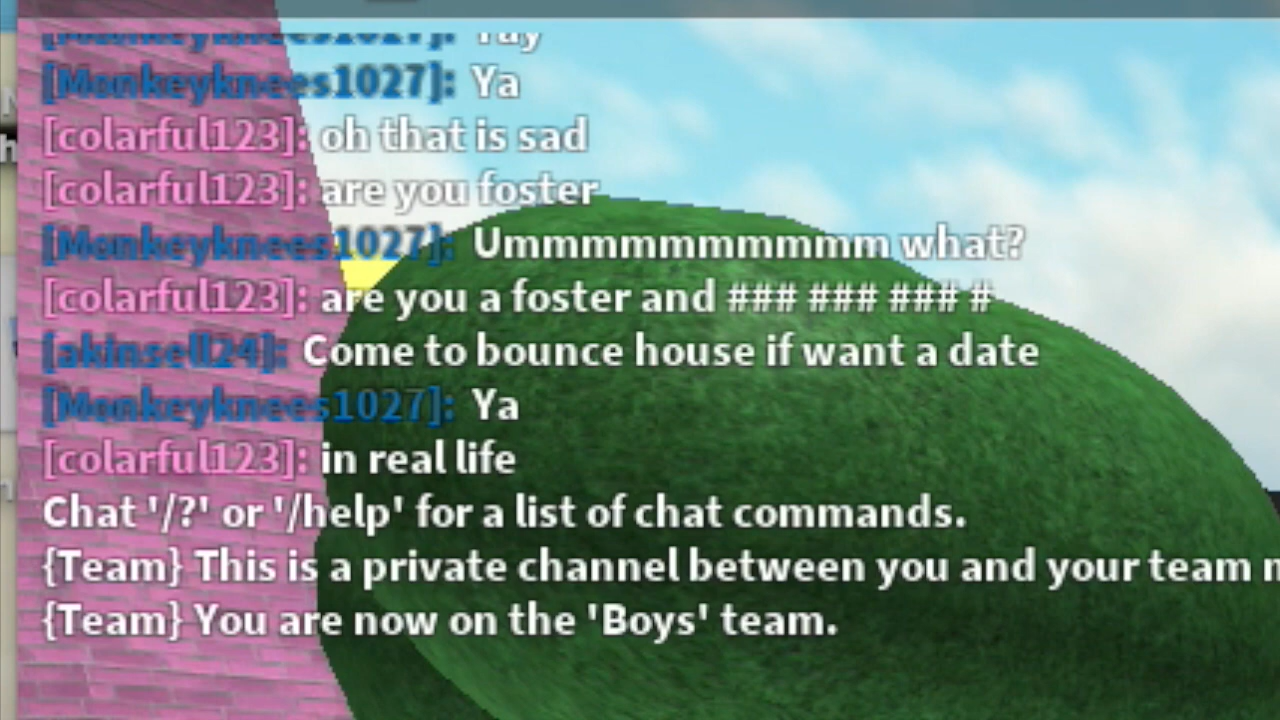 [Monkeyknees1027]: Yay
[Monkeyknees1027]: Ya
[colarful123]: oh that is sad
[colarful123]: are you foster
[Monkeyknees1027]: Ummmmmmmmmmm what?
[colarful123]: are you a foster and ### ### ### #
[akinsell24]: Come to bounce house if want a date
[Monkeyknees1027]: Ya
[colarful123]: in real life
Chat '/?' or '/help' for a list of chat commands.
{Team} This is a private channel between you and your team
{Team} You are now on the 'Boys' team.